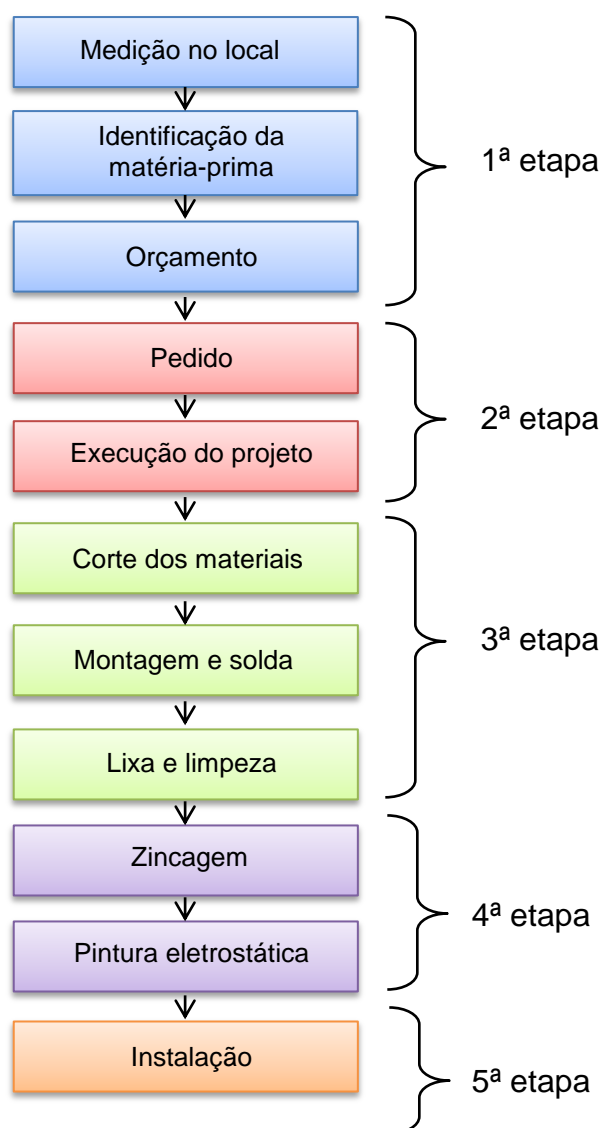 Medição no local
Identificação da
matéria-prima
Orçamento
1ª etapa
Pedido
Execução do projeto
2ª etapa
Corte dos materiais
Montagem e solda
Lixa e limpeza
3ª etapa
Zincagem
Pintura eletrostática
4ª etapa
Instalação
5ª etapa